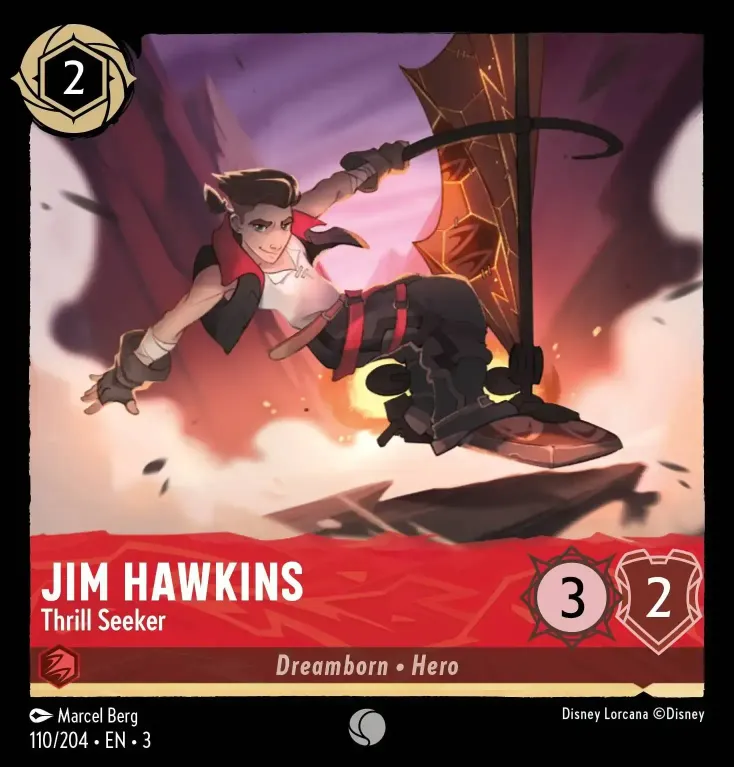 2
JIM HAWKINS
Thrill Seeker
3
2
Dreamborn • Hero
Marcel Berg
Disney Lorcana ©Disney
110/204 • EN • 3